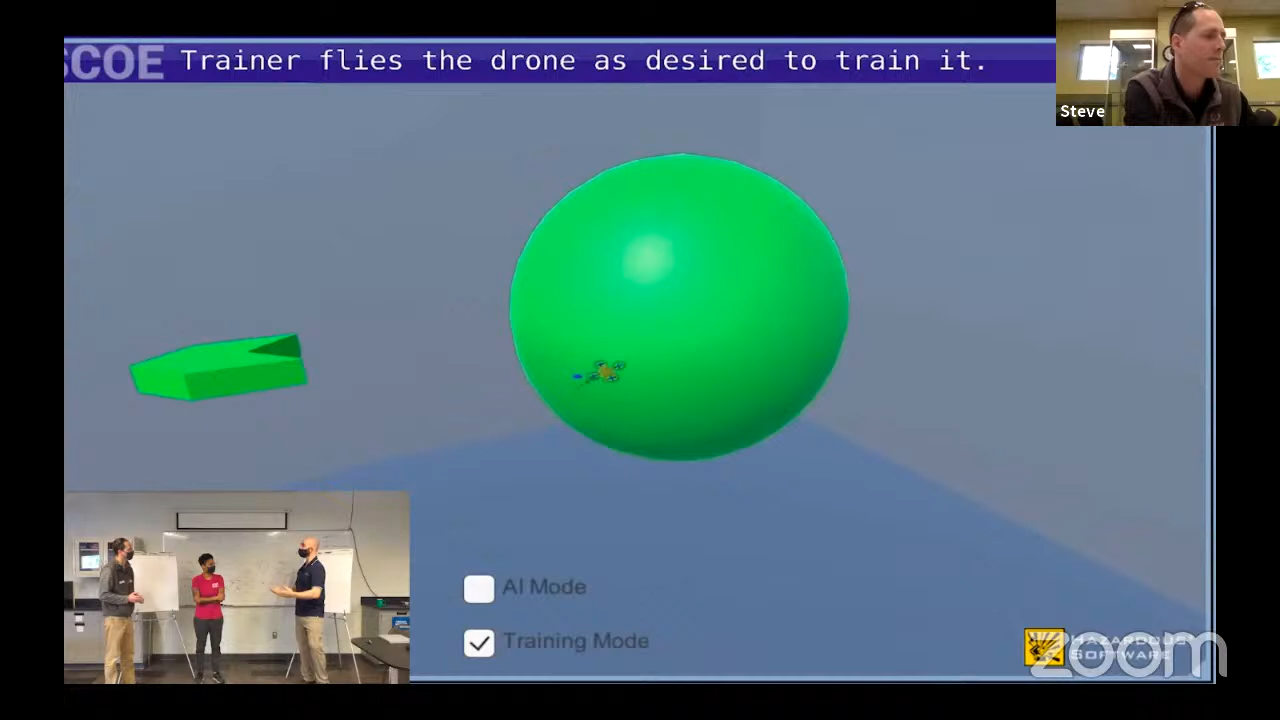 SCOE Trainer flies the drone as desired to train it.
Steve
AI Mode
Training Mode
HAZARDOUS
SOFTWARE
zoom